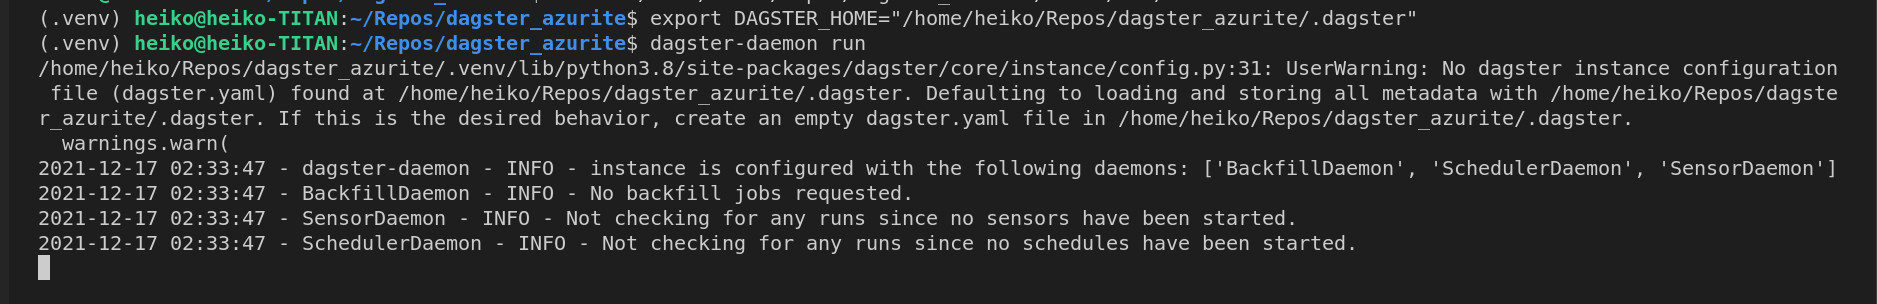 (.venv) heiko@heiko-TITAN:~/Repos/dagster_azurite$ export DAGSTER_HOME="/home/heiko/Repos/dagster_azurite/.dagster"
(.venv) heiko@heiko-TITAN:~/Repos/dagster_azurite$ dagster-daemon run
/home/heiko/Repos/dagster_azurite/.venv/lib/python3.8/site-packages/dagster/core/instance/config.py:31: UserWarning: No dagster instance configuration
 file (dagster.yaml) found at /home/heiko/Repos/dagster_azurite/.dagster. Defaulting to loading and storing all metadata with /home/heiko/Repos/dagste
r_azurite/.dagster. If this is the desired behavior, create an empty dagster.yaml file in /home/heiko/Repos/dagster_azurite/.dagster.
  warnings.warn(
2021-12-17 02:33:47 - dagster-daemon - INFO - instance is configured with the following daemons: ['BackfillDaemon', 'SchedulerDaemon', 'SensorDaemon']
2021-12-17 02:33:47 - BackfillDaemon - INFO - No backfill jobs requested.
2021-12-17 02:33:47 - SensorDaemon - INFO - Not checking for any runs since no sensors have been started.
2021-12-17 02:33:47 - SchedulerDaemon - INFO - Not checking for any runs since no schedules have been started.